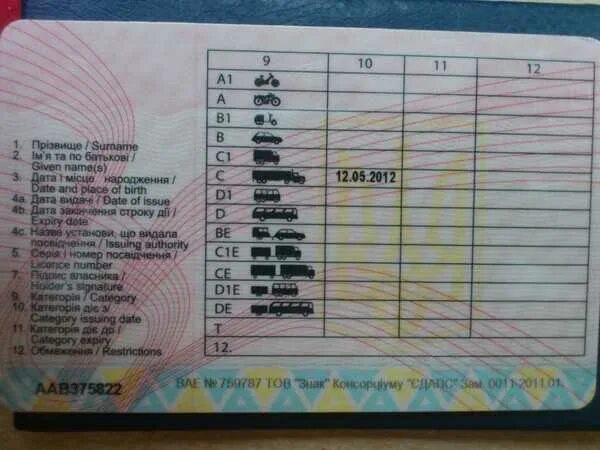 1. Прізвище / Surname
2. Ім'я та по батькові /
Given name(s)
3. Дата і місце народження /
Date and place of birth
4a. Дата видачі / Date of issue
4b. Дата закінчення строку дії /
Expiry date
4c. Назва установи, що видала
посвідчення / Issuing authority
5. Серія і номер посвідчення /
Licence number
7. Підпис власника /
Holder's signature
9. Категорія / Category
10. Категорія діє з /
Category issuing date
11. Категорія діє до /
Category expiry
12. Обмеження / Restrictions
9 10 11 12
A1
A
B1
B
C1
C 12.05.2012
D1
D
BE
C1E
CE
D1E
DE
T
12.
ААВ375822
ВАЕ № 759787 ТОВ "Знак" Консорціуму "ЄДАПС" Зам. 0011-2011.01.